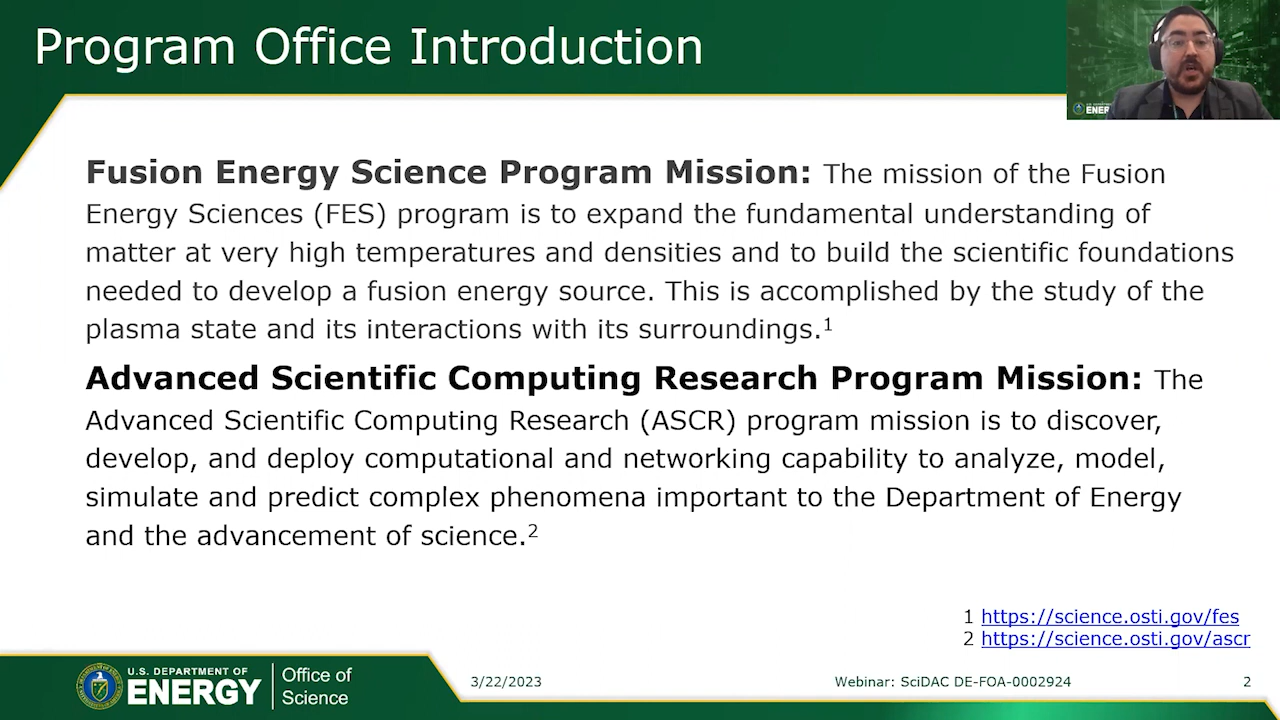 Program Office Introduction
Fusion Energy Science Program Mission: The mission of the Fusion
Energy Sciences (FES) program is to expand the fundamental understanding of
matter at very high temperatures and densities and to build the scientific foundations
needed to develop a fusion energy source. This is accomplished by the study of the
plasma state and its interactions with its surroundings.1
Advanced Scientific Computing Research Program Mission: The
Advanced Scientific Computing Research (ASCR) program mission is to discover,
develop, and deploy computational and networking capability to analyze, model,
simulate and predict complex phenomena important to the Department of Energy
and the advancement of science.2
1 https://science.osti.gov/fes
2 https://science.osti.gov/ascr
U.S. DEPARTMENT OF
ENERGY
Office of
Science
3/22/2023
Webinar: SciDAC DE-FOA-0002924
2